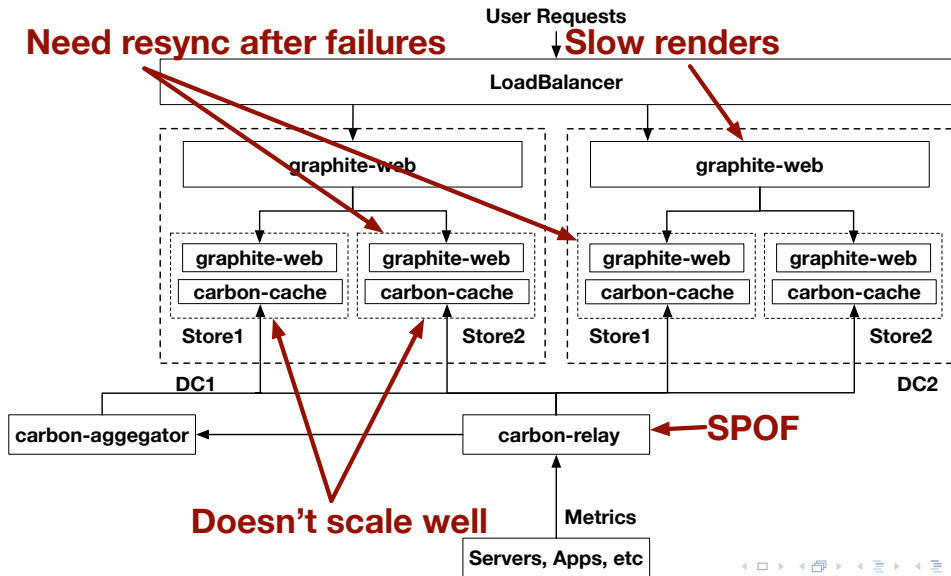 User Requests
Need resync after failures
Slow renders
LoadBalancer
graphite-web
graphite-web
graphite-web
graphite-web
graphite-web
graphite-web
carbon-cache
carbon-cache
carbon-cache
carbon-cache
Store1
Store2
Store1
Store2
DC1
DC2
carbon-aggegator
carbon-relay
SPOF
Doesn't scale well
Metrics
Servers, Apps, etc